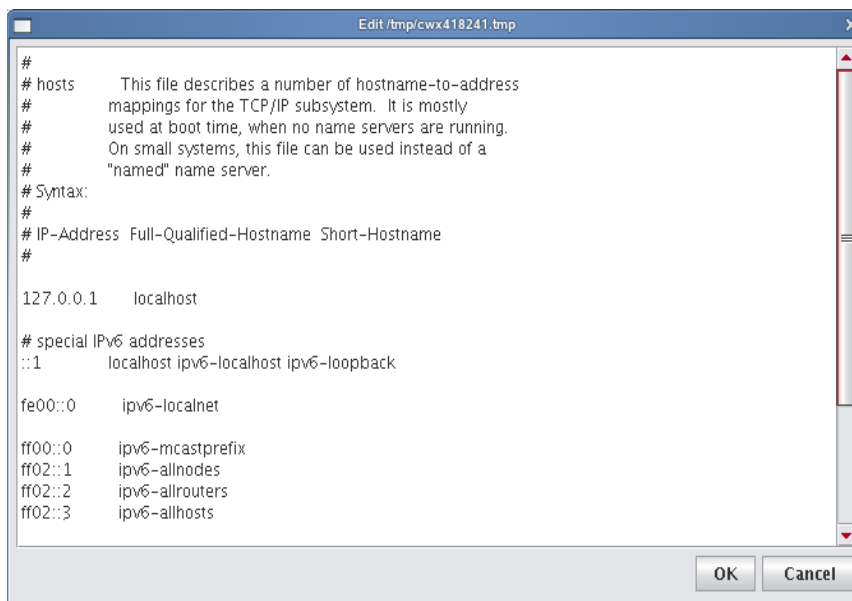 Edit /tmp/cwx418241.tmp
#
# hosts This file describes a number of hostname-to-address
# mappings for the TCP/IP subsystem. It is mostly
# used at boot time, when no name servers are running.
# On small systems, this file can be used instead of a
# "named" name server.
# Syntax:
#
# IP-Address Full-Qualified-Hostname Short-Hostname
#
127.0.0.1 localhost
# special IPv6 addresses
::1 localhost ipv6-localhost ipv6-loopback
fe00::0 ipv6-localnet
ff00::0 ipv6-mcastprefix
ff02::1 ipv6-allnodes
ff02::2 ipv6-allrouters
ff02::3 ipv6-allhosts
OK Cancel